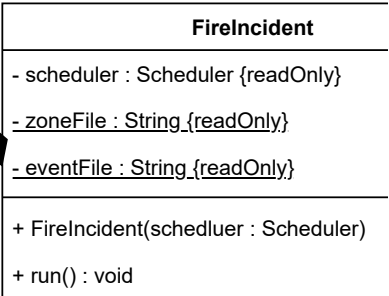 FireIncident
- scheduler : Scheduler {readOnly}
- zoneFile : String {readOnly}
- eventFile : String {readOnly}
+ FireIncident(schedluer : Scheduler)
+ run() : void